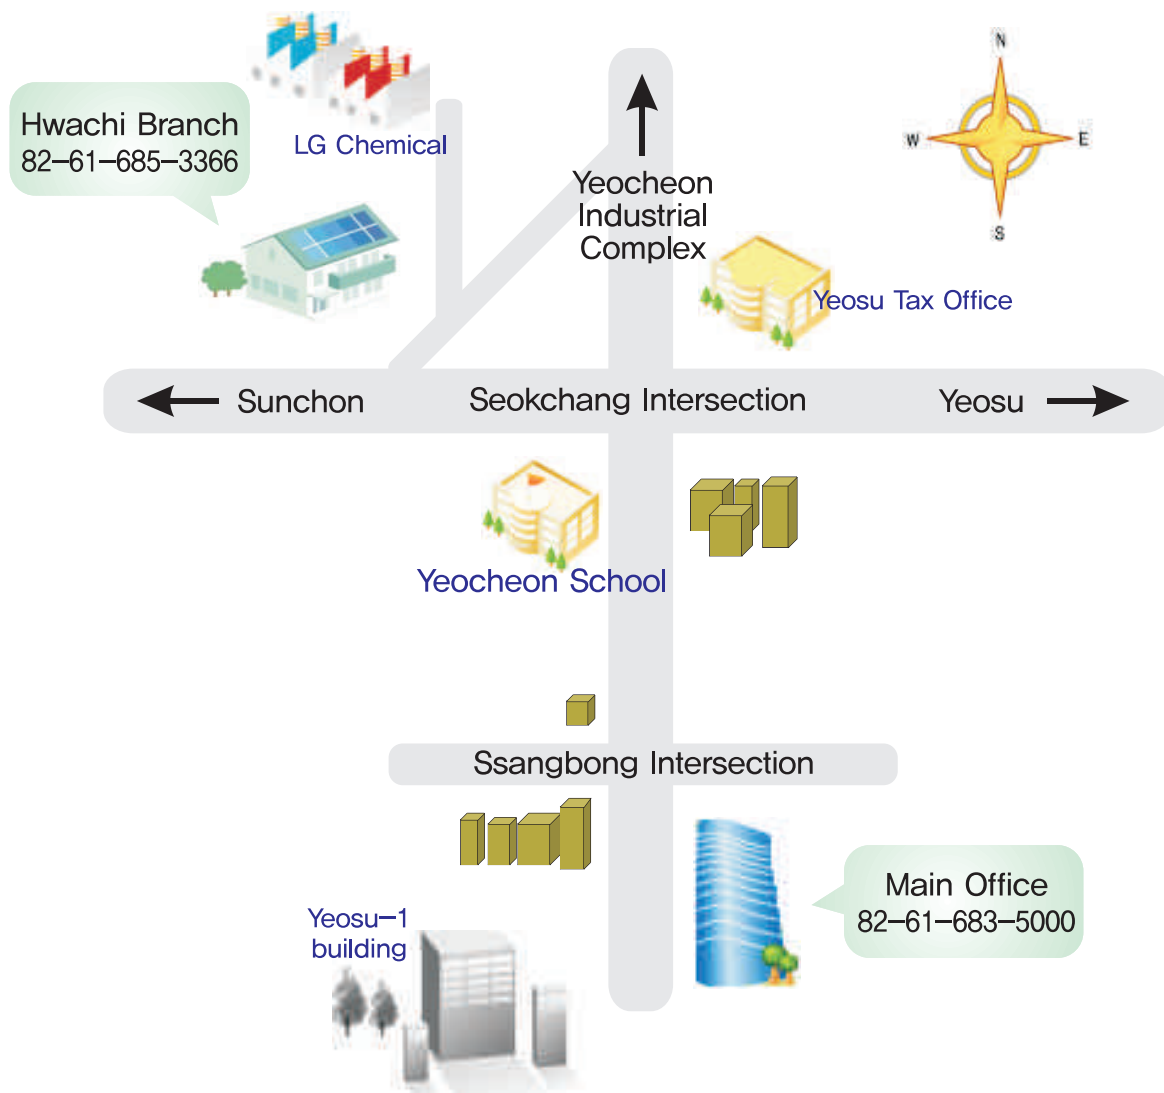 N
Hwachi Branch
82-61-685-3366
LG Chemical
W
E
Yeocheon
Industrial
Complex
S
Yeosu Tax Office
Sunchon
Seokchang Intersection
Yeosu
Yeocheon School
Ssangbong Intersection
Main Office
82-61-683-5000
Yeosu-1
building